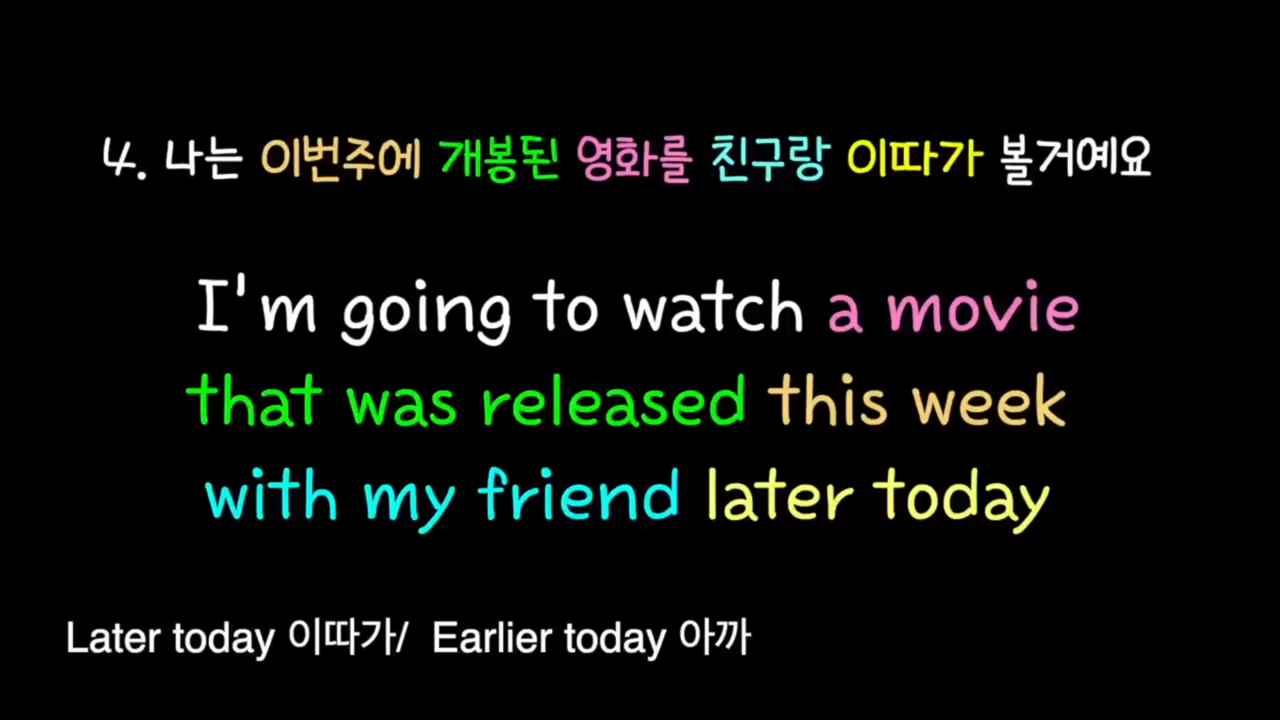 4. 나는 이번주에 개봉된 영화를 친구랑 이따가 볼거예요
I'm going to watch a movie
that was released this week
with my friend later today
Later today 이따가/ Earlier today 아까